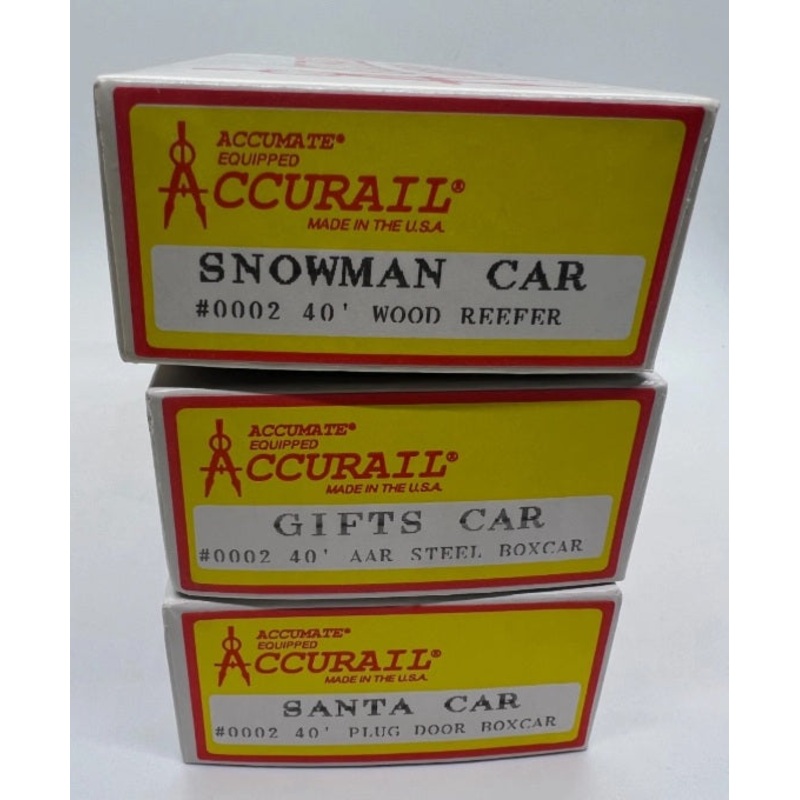 ACCUMATE®
EQUIPPED
ACCURAIL®
MADE IN THE U.S.A.
SNOWMAN CAR
#0002 40' WOOD REEFER
ACCUMATE®
EQUIPPED
ACCURAIL®
MADE IN THE U.S.A.
GIFTS CAR
#0002 40' AAR STEEL BOXCAR
ACCUMATE®
EQUIPPED
ACCURAIL®
MADE IN THE U.S.A.
SANTA CAR
#0002 40' PLUG DOOR BOXCAR